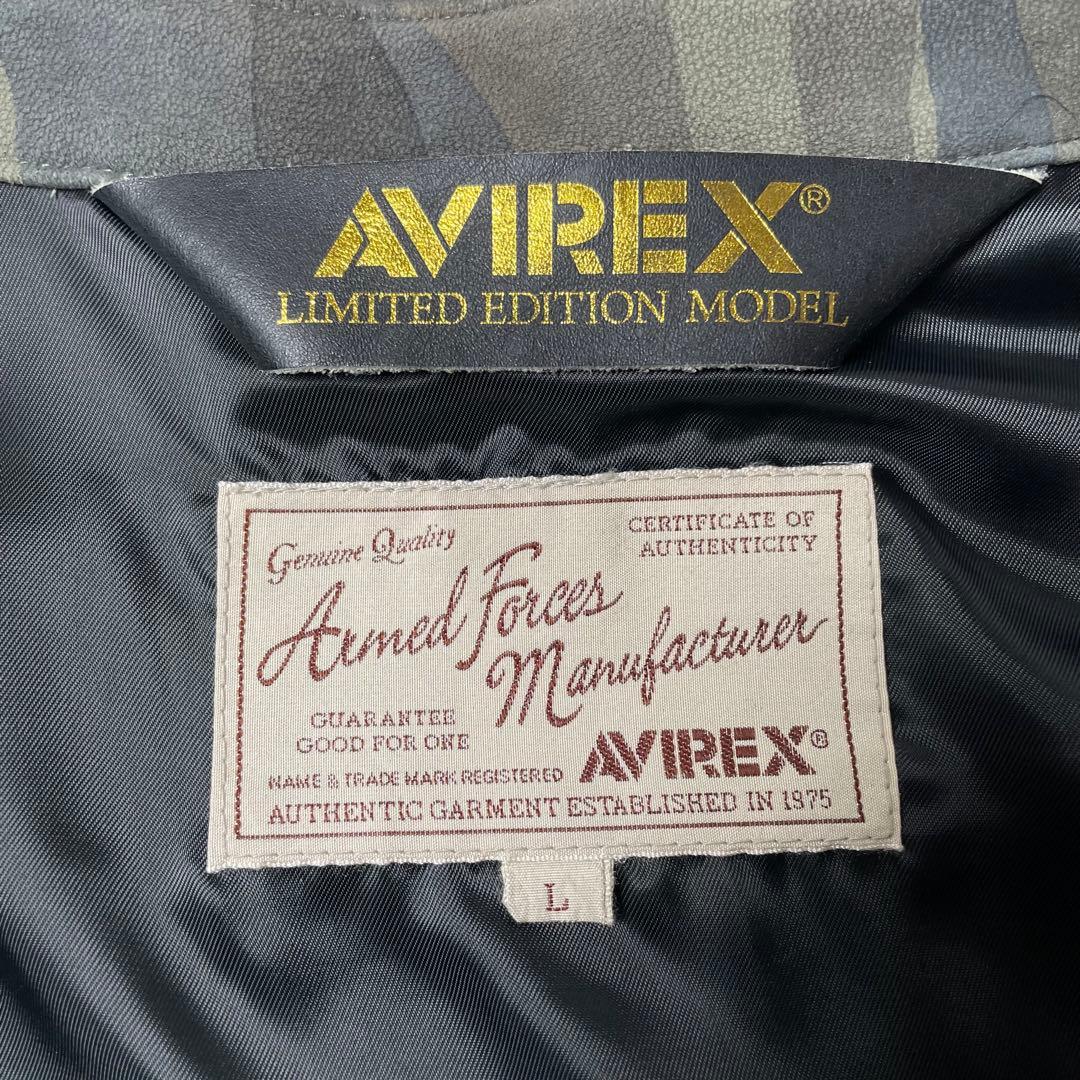 AVIREX®
LIMITED EDITION MODEL
Genuine Quality
CERTIFICATE OF
AUTHENTICITY
Armed Forces
Manufacturer
GUARANTEE
GOOD FOR ONE
NAME & TRADE MARK REGISTERED
AVIREX®
AUTHENTIC GARMENT ESTABLISHED IN 1975
L